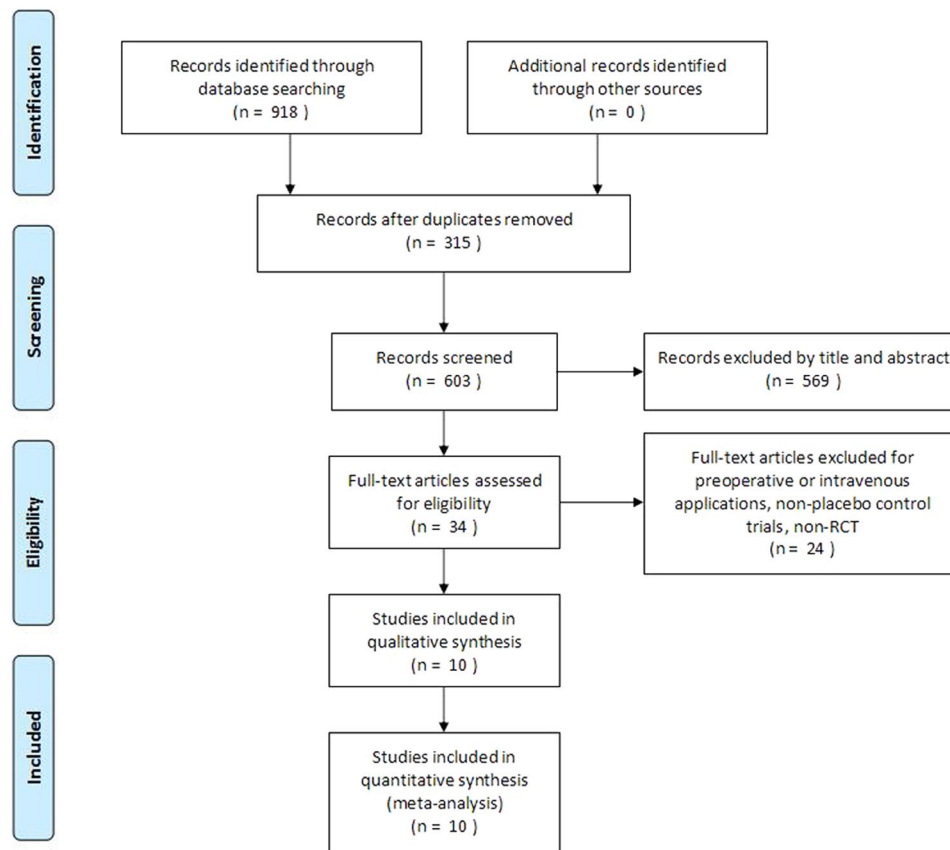 Identification
Records identified through
database searching
(n = 918 )
Additional records identified
through other sources
(n = 0 )
Screening
Records after duplicates removed
(n = 315 )
Records screened
(n = 603 )
Records excluded by title and abstract
(n = 569 )
Eligibility
Full-text articles assessed
for eligibility
(n = 34 )
Full-text articles excluded for
preoperative or intravenous
applications, non-placebo control
trials, non-RCT
(n = 24 )
Studies included in
qualitative synthesis
(n = 10 )
Included
Studies included in
quantitative synthesis
(meta-analysis)
(n = 10 )